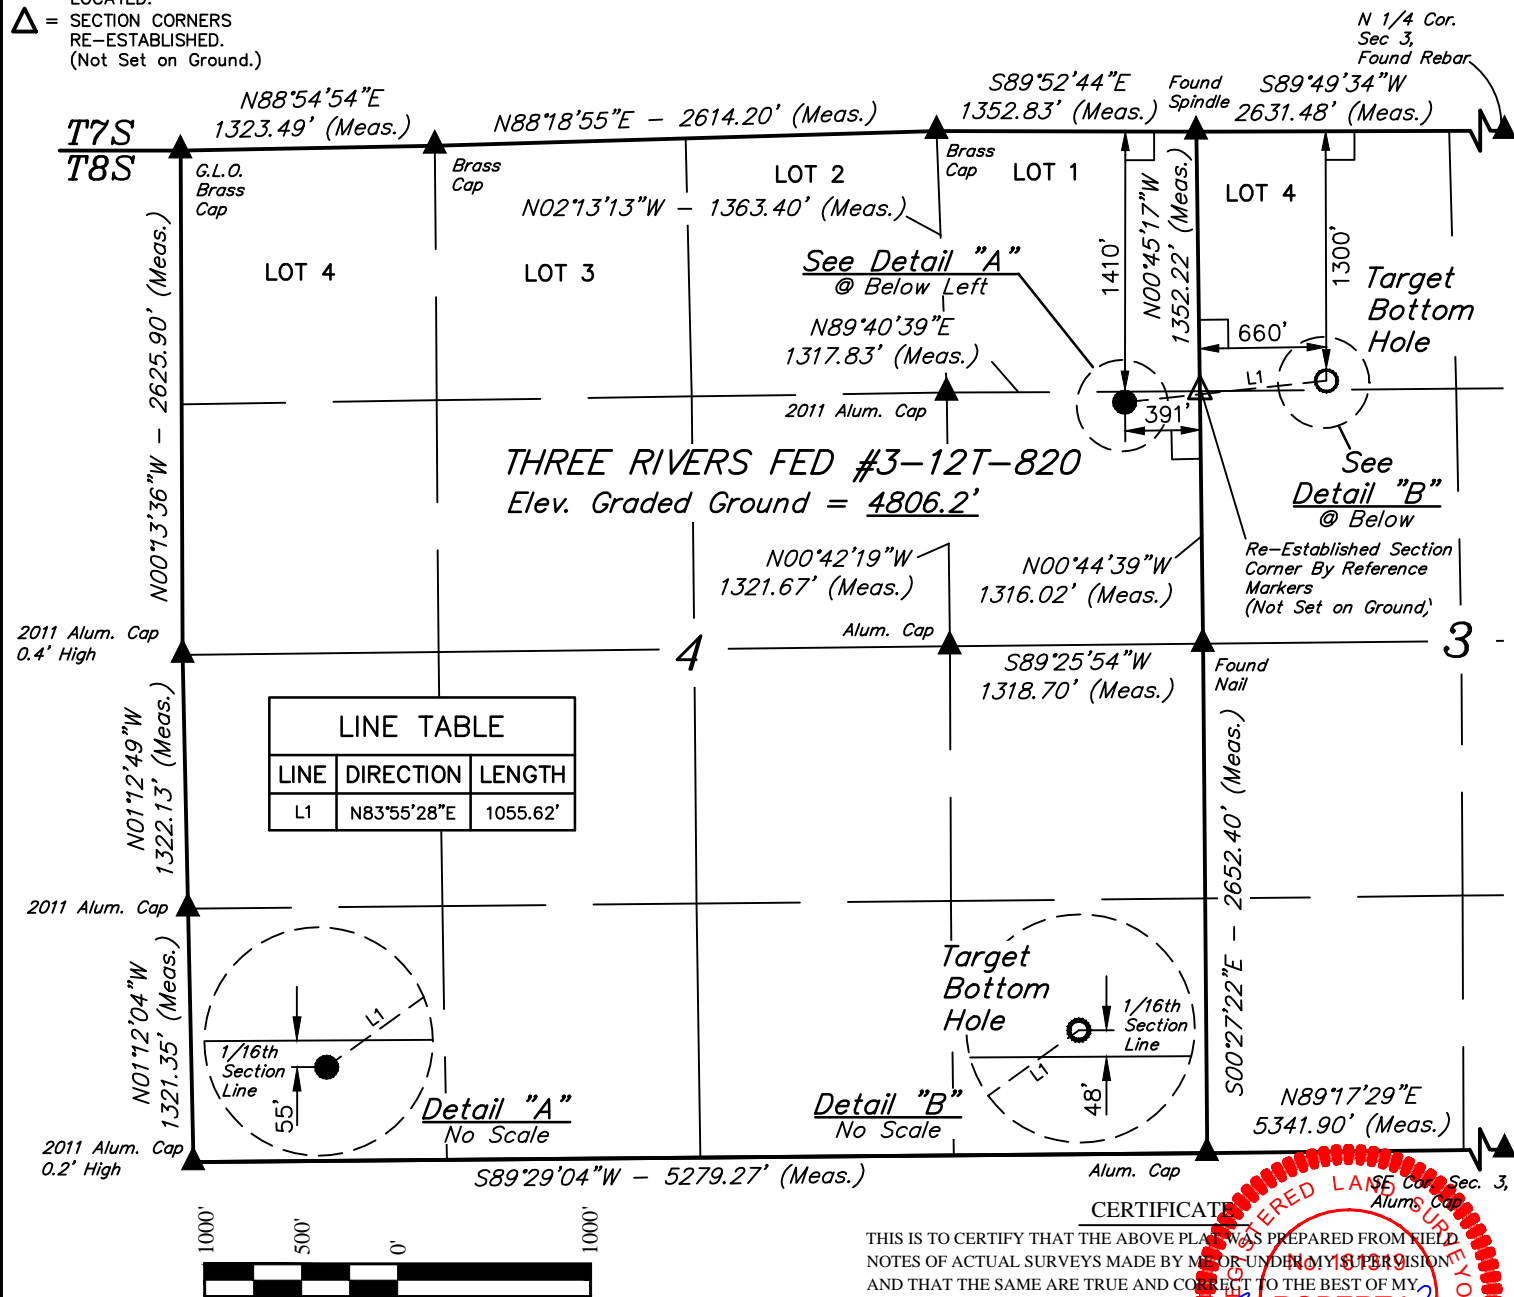 LOCATED.
= SECTION CORNERS
RE-ESTABLISHED.
(Not Set on Ground.)
N 1/4 Cor.
Sec 3,
Found Rebar
T7S
T8S
N88°54'54"E
1323.49' (Meas.)
N88°18'55"E - 2614.20' (Meas.)
S89°52'44"E
1352.83' (Meas.)
Found
Spindle
S89°49'34"W
2631.48' (Meas.)
G.L.O.
Brass
Cap
Brass
Cap
LOT 2
Brass
Cap
LOT 1
LOT 4
N02°13'13"W - 1363.40' (Meas.)
LOT 4
LOT 3
See Detail "A"
@ Below Left
1410'
N00°45'17"W
1352.22' (Meas.)
1300'
Target
Bottom
Hole
N00°13'36"W - 2625.90' (Meas.)
N89°40'39"E
1317.83' (Meas.)
660'
L1
2011 Alum. Cap
391'
THREE RIVERS FED #3-12T-820
Elev. Graded Ground = 4806.2'
See
Detail "B"
@ Below
N00°42'19"W
1321.67' (Meas.)
N00°44'39"W
1316.02' (Meas.)
Re-Established Section
Corner By Reference
Markers
(Not Set on Ground)
2011 Alum. Cap
0.4' High
Alum. Cap
4
3
S89°25'54"W
1318.70' (Meas.)
Found
Nail
LINE TABLE
LINE DIRECTION LENGTH
L1 N83°55'28"E 1055.62'
N01°12'49"W
1322.13' (Meas.)
S00°27'22"E - 2652.40' (Meas.)
2011 Alum. Cap
N01°12'04"W
1321.35' (Meas.)
L1
1/16th
Section
Line
55'
Detail "A"
No Scale
Target
Bottom
Hole
1/16th
Section
Line
L1
48'
Detail "B"
No Scale
N89°17'29"E
5341.90' (Meas.)
2011 Alum. Cap
0.2' High
S89°29'04"W - 5279.27' (Meas.)
Alum. Cap
SE Cor. Sec. 3,
Alum. Cap
1000' 500' 0' 1000'
CERTIFICATE
THIS IS TO CERTIFY THAT THE ABOVE PLAT WAS PREPARED FROM FIELD
NOTES OF ACTUAL SURVEYS MADE BY ME OR UNDER MY SUPERVISION
AND THAT THE SAME ARE TRUE AND CORRECT TO THE BEST OF MY
REGISTERED LAND SURVEYO
No. 161319